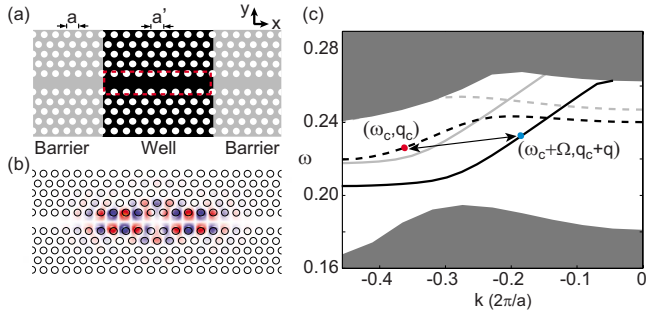 (a)
a
a'
y
x
Barrier
Well
Barrier
(b)
(c)
0.28
0.24
ω
0.20
0.16
(ω_c,q_c)
(ω_c+Ω,q_c+q)
-0.4
-0.3
-0.2
-0.1
0
k (2π/a)